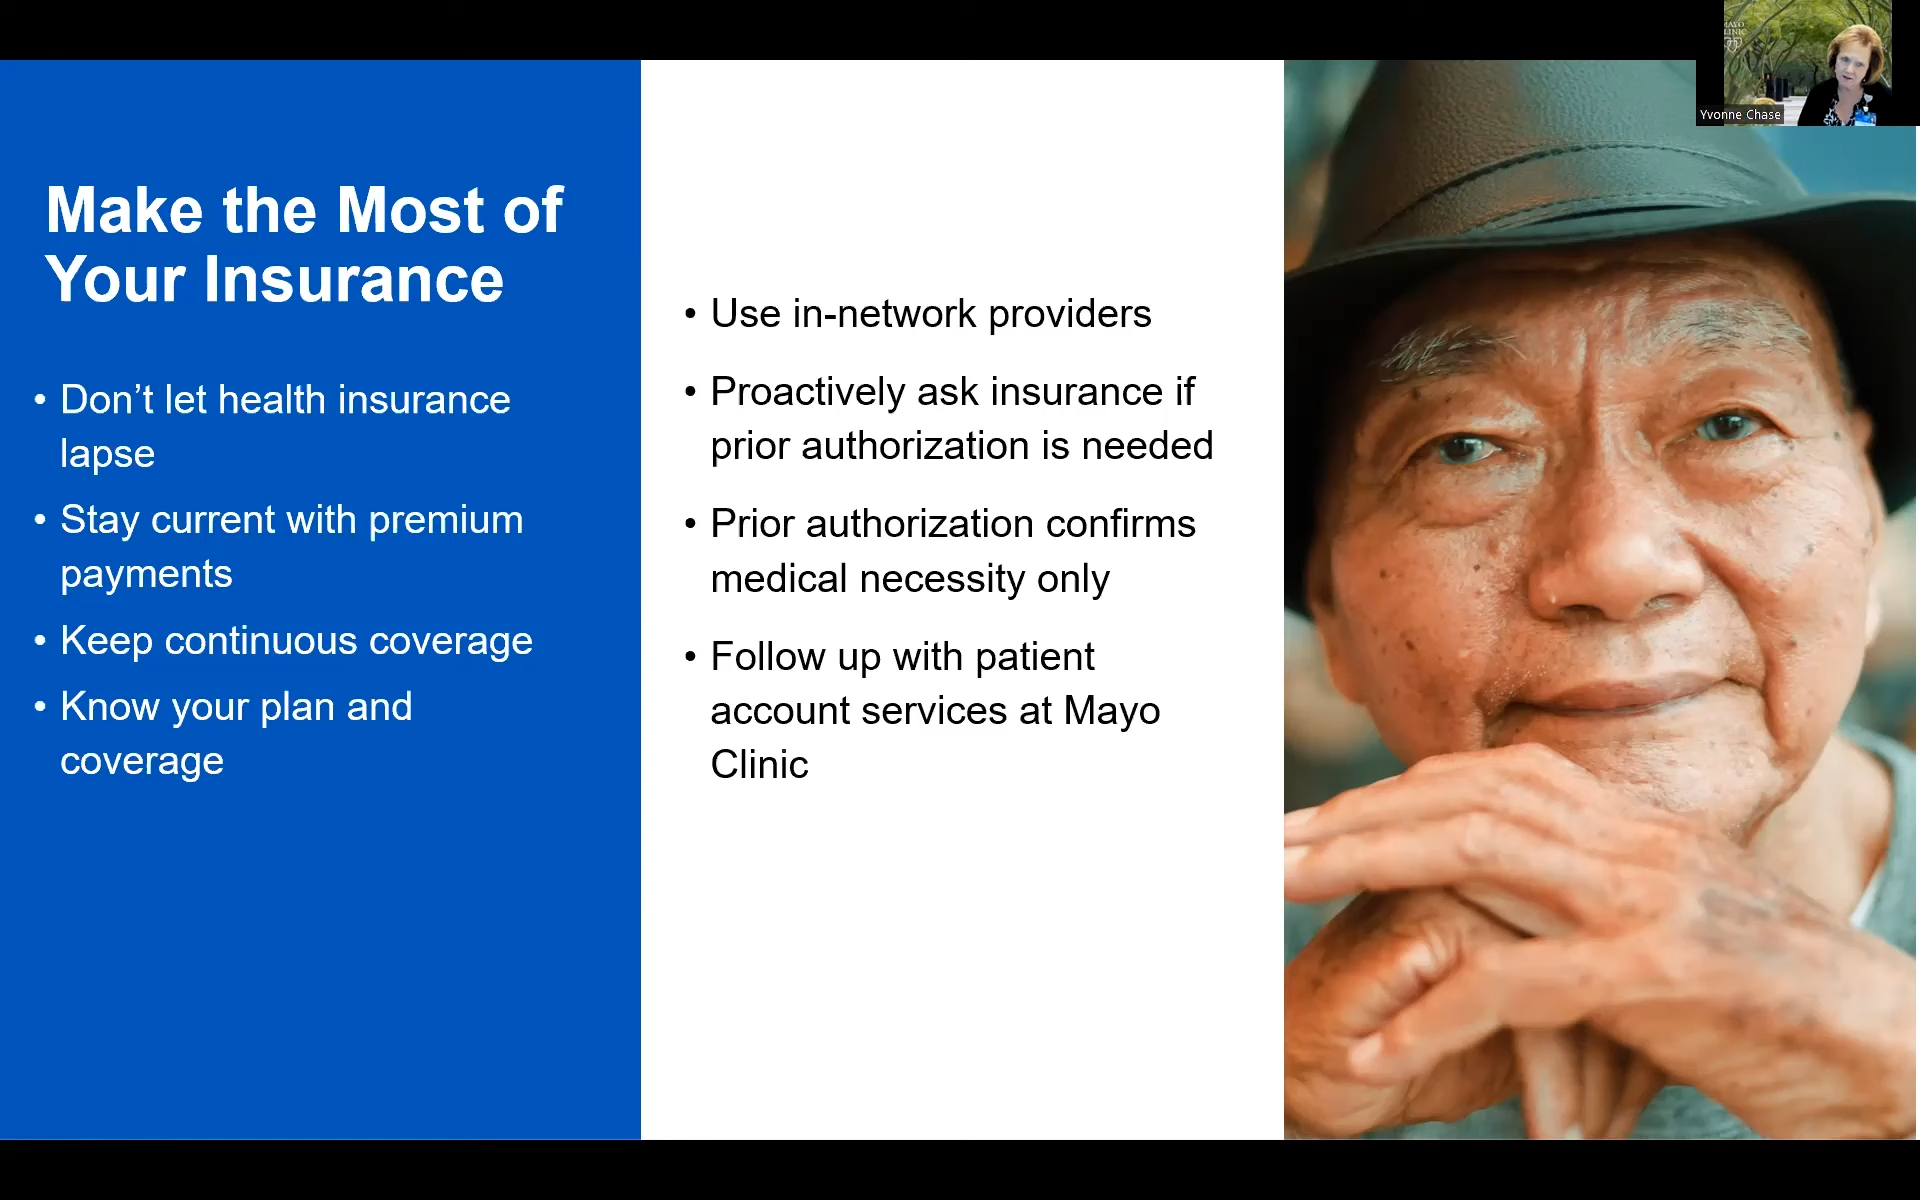 Make the Most of
Your Insurance
• Don’t let health insurance
lapse
• Stay current with premium
payments
• Keep continuous coverage
• Know your plan and
coverage
• Use in-network providers
• Proactively ask insurance if
prior authorization is needed
• Prior authorization confirms
medical necessity only
• Follow up with patient
account services at Mayo
Clinic
MAYO
CLINIC
Yvonne Chase